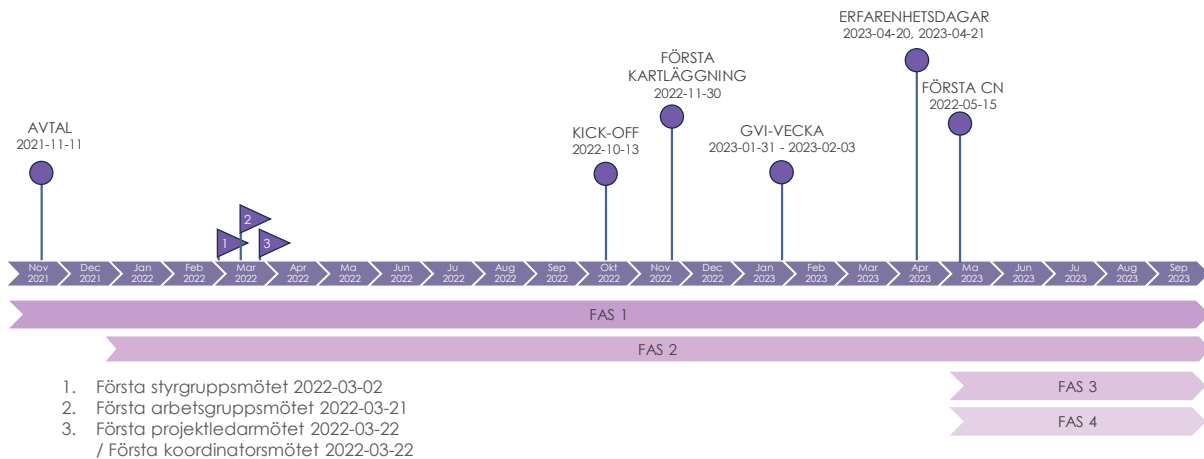 ERFARENHETSDAGAR
2023-04-20, 2023-04-21
FÖRSTA
KARTLÄGGNING
2022-11-30
FÖRSTA CN
2022-05-15
AVTAL
2021-11-11
KICK-OFF
2022-10-13
GVI-VECKA
2023-01-31 - 2023-02-03
2
1
3
Nov
2021
Dec
2021
Jan
2022
Feb
2022
Mar
2022
Apr
2022
Ma
2022
Jun
2022
Ju
2022
Aug
2022
Sep
2022
Okt
2022
Nov
2022
Dec
2022
Jan
2023
Feb
2023
Mar
2023
Apr
2023
Ma
2023
Jun
2023
Ju
2023
Aug
2023
Sep
2023
FAS 1
FAS 2
FAS 3
FAS 4
1. Första styrgruppsmötet 2022-03-02
2. Första arbetsgruppsmötet 2022-03-21
3. Första projektledarmötet 2022-03-22
/ Första koordinatorsmötet 2022-03-22